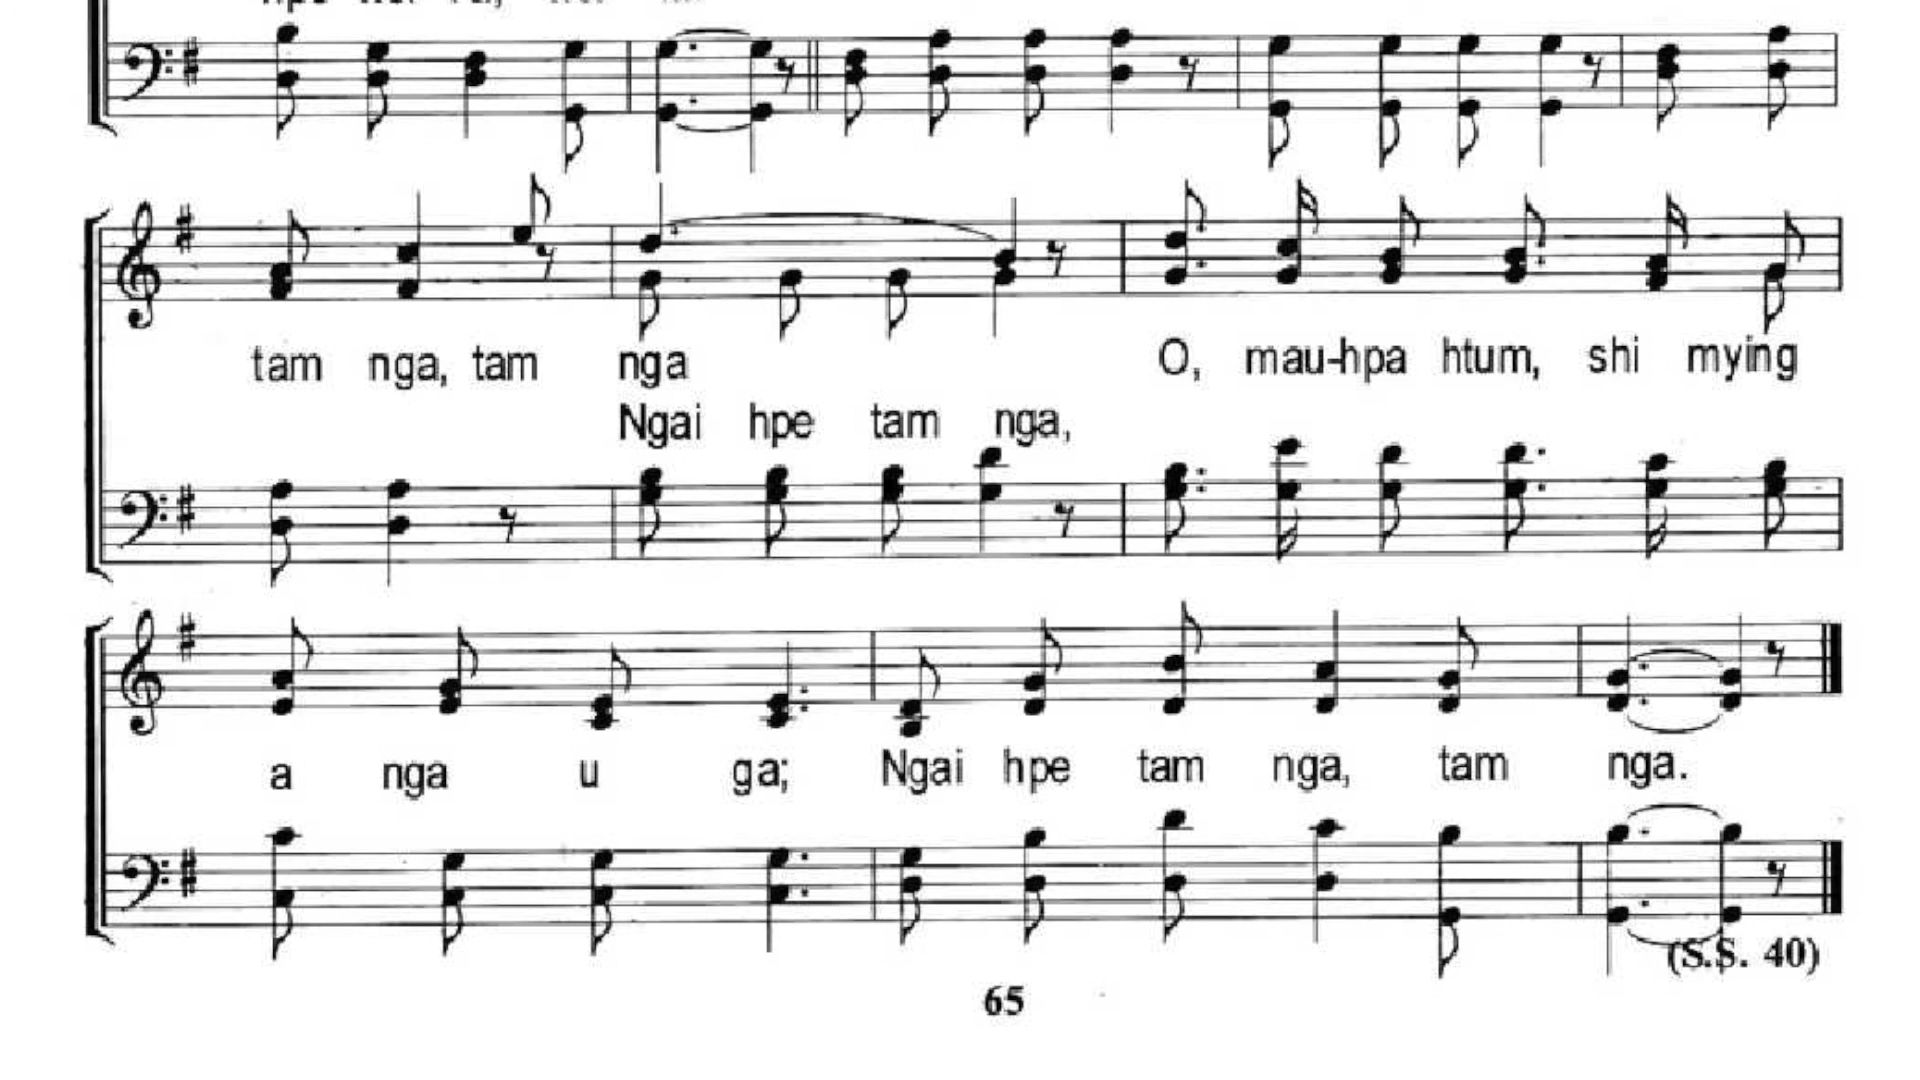 tam nga, tam nga O, mau-hpa htum, shi mying
Ngai hpe tam nga,
a nga u ga; Ngai hpe tam nga, tam nga.
(S.S. 40)
65